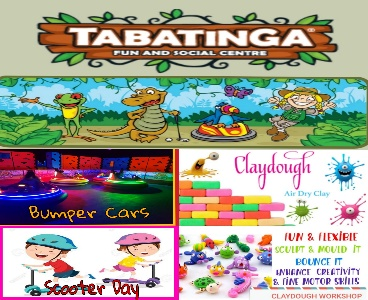 TABATINGA
FUN AND SOCIAL CENTRE
Bumper Cars
Claydough
Air Dry Clay
FUN & FLEXIBLE
SCULPT & MOULD IT
BOUNCE IT
ENHANCE CREATIVITY
& FINE MOTOR SKILLS
CLAYDOUGH WORKSHOP
Scooter Day